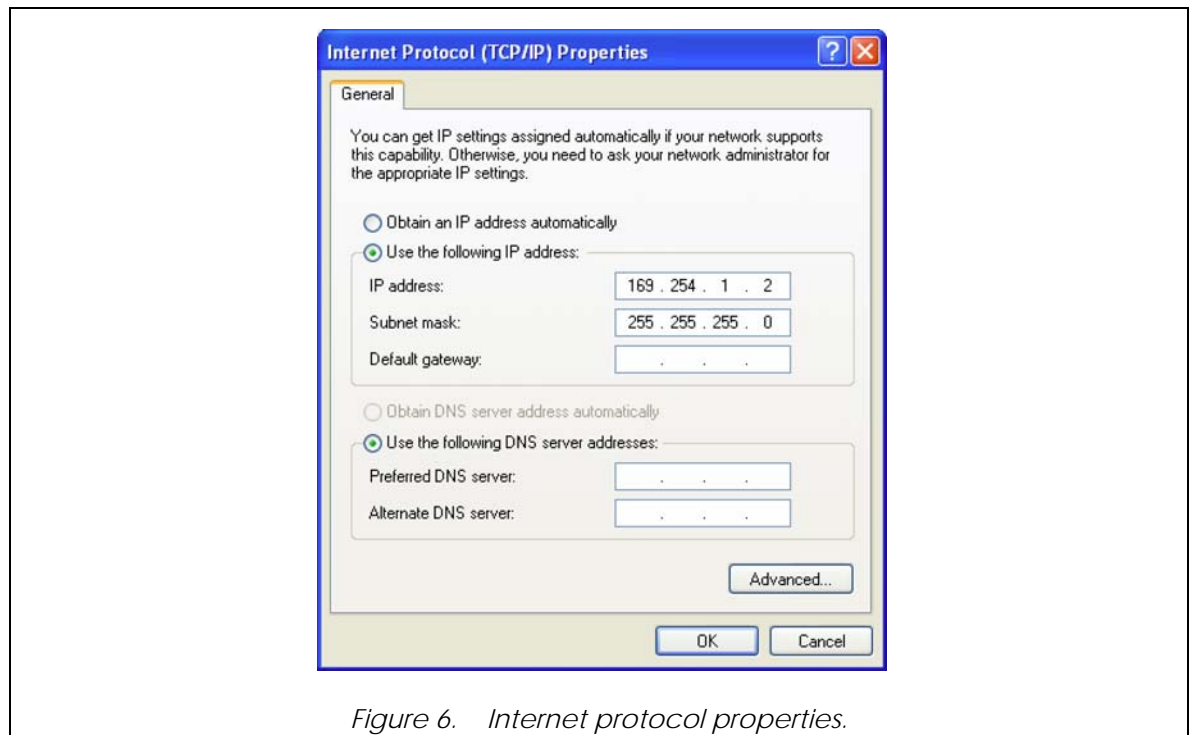 Internet Protocol (TCP/IP) Properties
General
You can get IP settings assigned automatically if your network supports
this capability. Otherwise, you need to ask your network administrator for
the appropriate IP settings.
Obtain an IP address automatically
Use the following IP address:
IP address: 169 . 254 . 1 . 2
Subnet mask: 255 . 255 . 255 . 0
Default gateway: . . .
Obtain DNS server address automatically
Use the following DNS server addresses:
Preferred DNS server: . . .
Alternate DNS server: . . .
Advanced...
OK Cancel
Figure 6. Internet protocol properties.